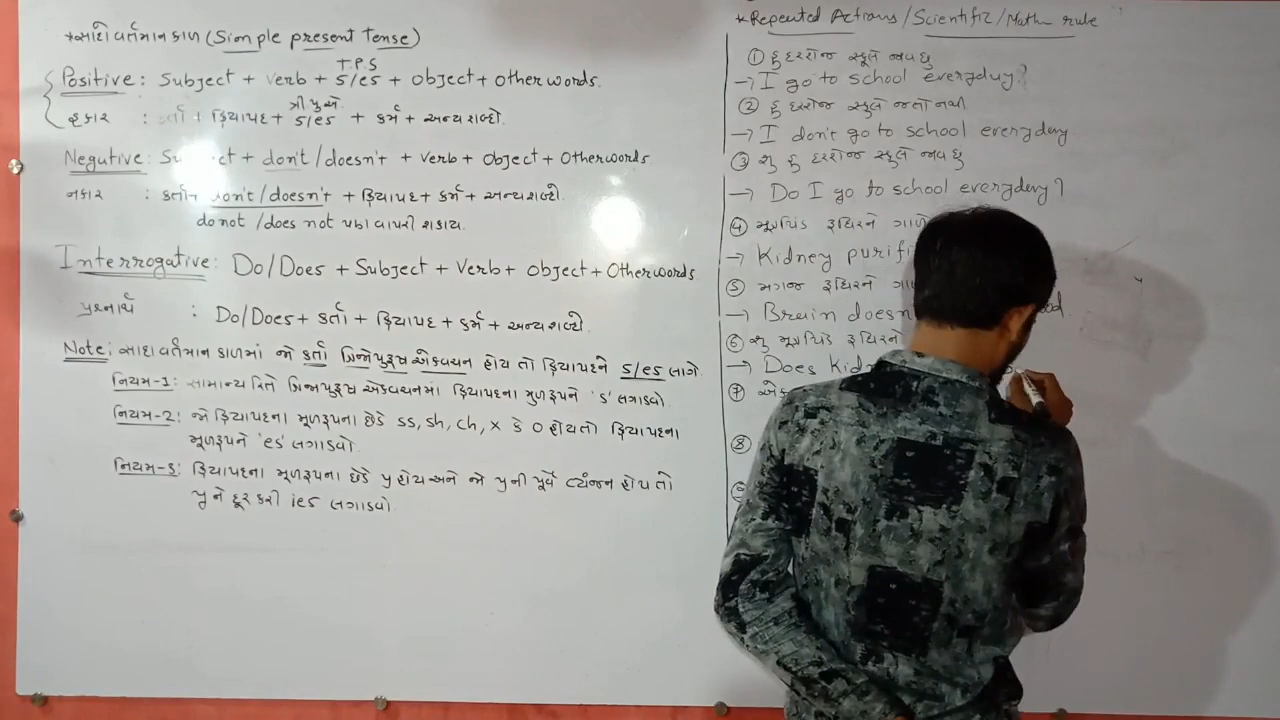 *સાદો વર્તમાન કાળ (Simple present Tense)
T.P.S
Positive: Subject + Verb + s/es + Object + Other words.
ત્રી.પુ.એ.
હકાર : કર્તા + ક્રિયાપદ + s/es + કર્મ + અન્ય શબ્દો.
Negative: Subject + don't/doesn't + Verb + Object + Other words
નકાર : કર્તા + don't/doesn't + ક્રિયાપદ + કર્મ + અન્ય શબ્દો.
do not/does not પણ વાપરી શકાય.
Interrogative: Do/Does + Subject + Verb + Object + Other words
પ્રશ્નાર્થ : Do/Does + કર્તા + ક્રિયાપદ + કર્મ + અન્ય શબ્દો.
Note: સાદા વર્તમાન કાળમાં જો કર્તા ત્રિજો પુરુષ એકવચન હોય તો ક્રિયાપદને s/es લાગે.
નિયમ-1: સામાન્ય રિતે ત્રિજા પુરુષ એકવચનમાં ક્રિયાપદના મુળરૂપને 's' લગાડવો.
નિયમ-2: જો ક્રિયાપદના મૂળરૂપના છેડે ss, sh, ch, x કે o હોય તો ક્રિયાપદના
મૂળરૂપને 'es' લગાડવો.
નિયમ-3: ક્રિયાપદના મૂળરૂપના છેડે y હોય અને જો y ની પૂર્વે વ્યંજન હોય તો
y ને દૂર કરી ies લગાડવો.
*Repeated Actions/Scientific/Math rule
① હુ દરરોજ સ્કૂલે જાવ છુ
→ I go to school everyday.
② હુ દરરોજ સ્કૂલે જતો નથી
→ I don't go to school everyday
③ શુ હુ દરરોજ સ્કૂલે જાવ છુ
→ Do I go to school everyday?
④ મૂત્રપિંડ રૂધિરને ગાળે
→ Kidney purifi
⑤ મગજ રૂધિરને
→ Brain doesn
⑥ શુ મૂત્રપિંડ રૂધિરને
→ Does Kid
⑦
⑧